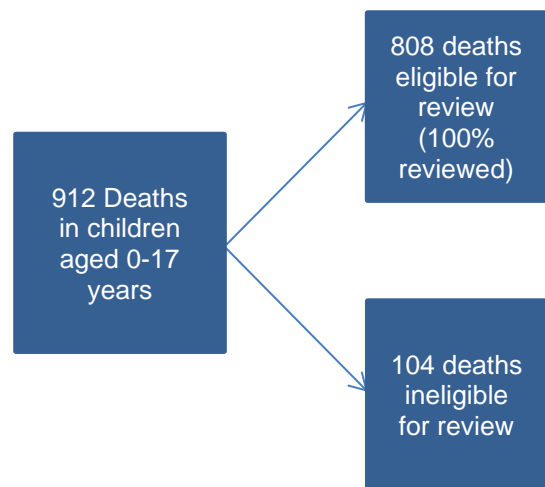 912 Deaths
in children
aged 0-17
years
808 deaths
eligible for
review
(100%
reviewed)
104 deaths
ineligible
for review